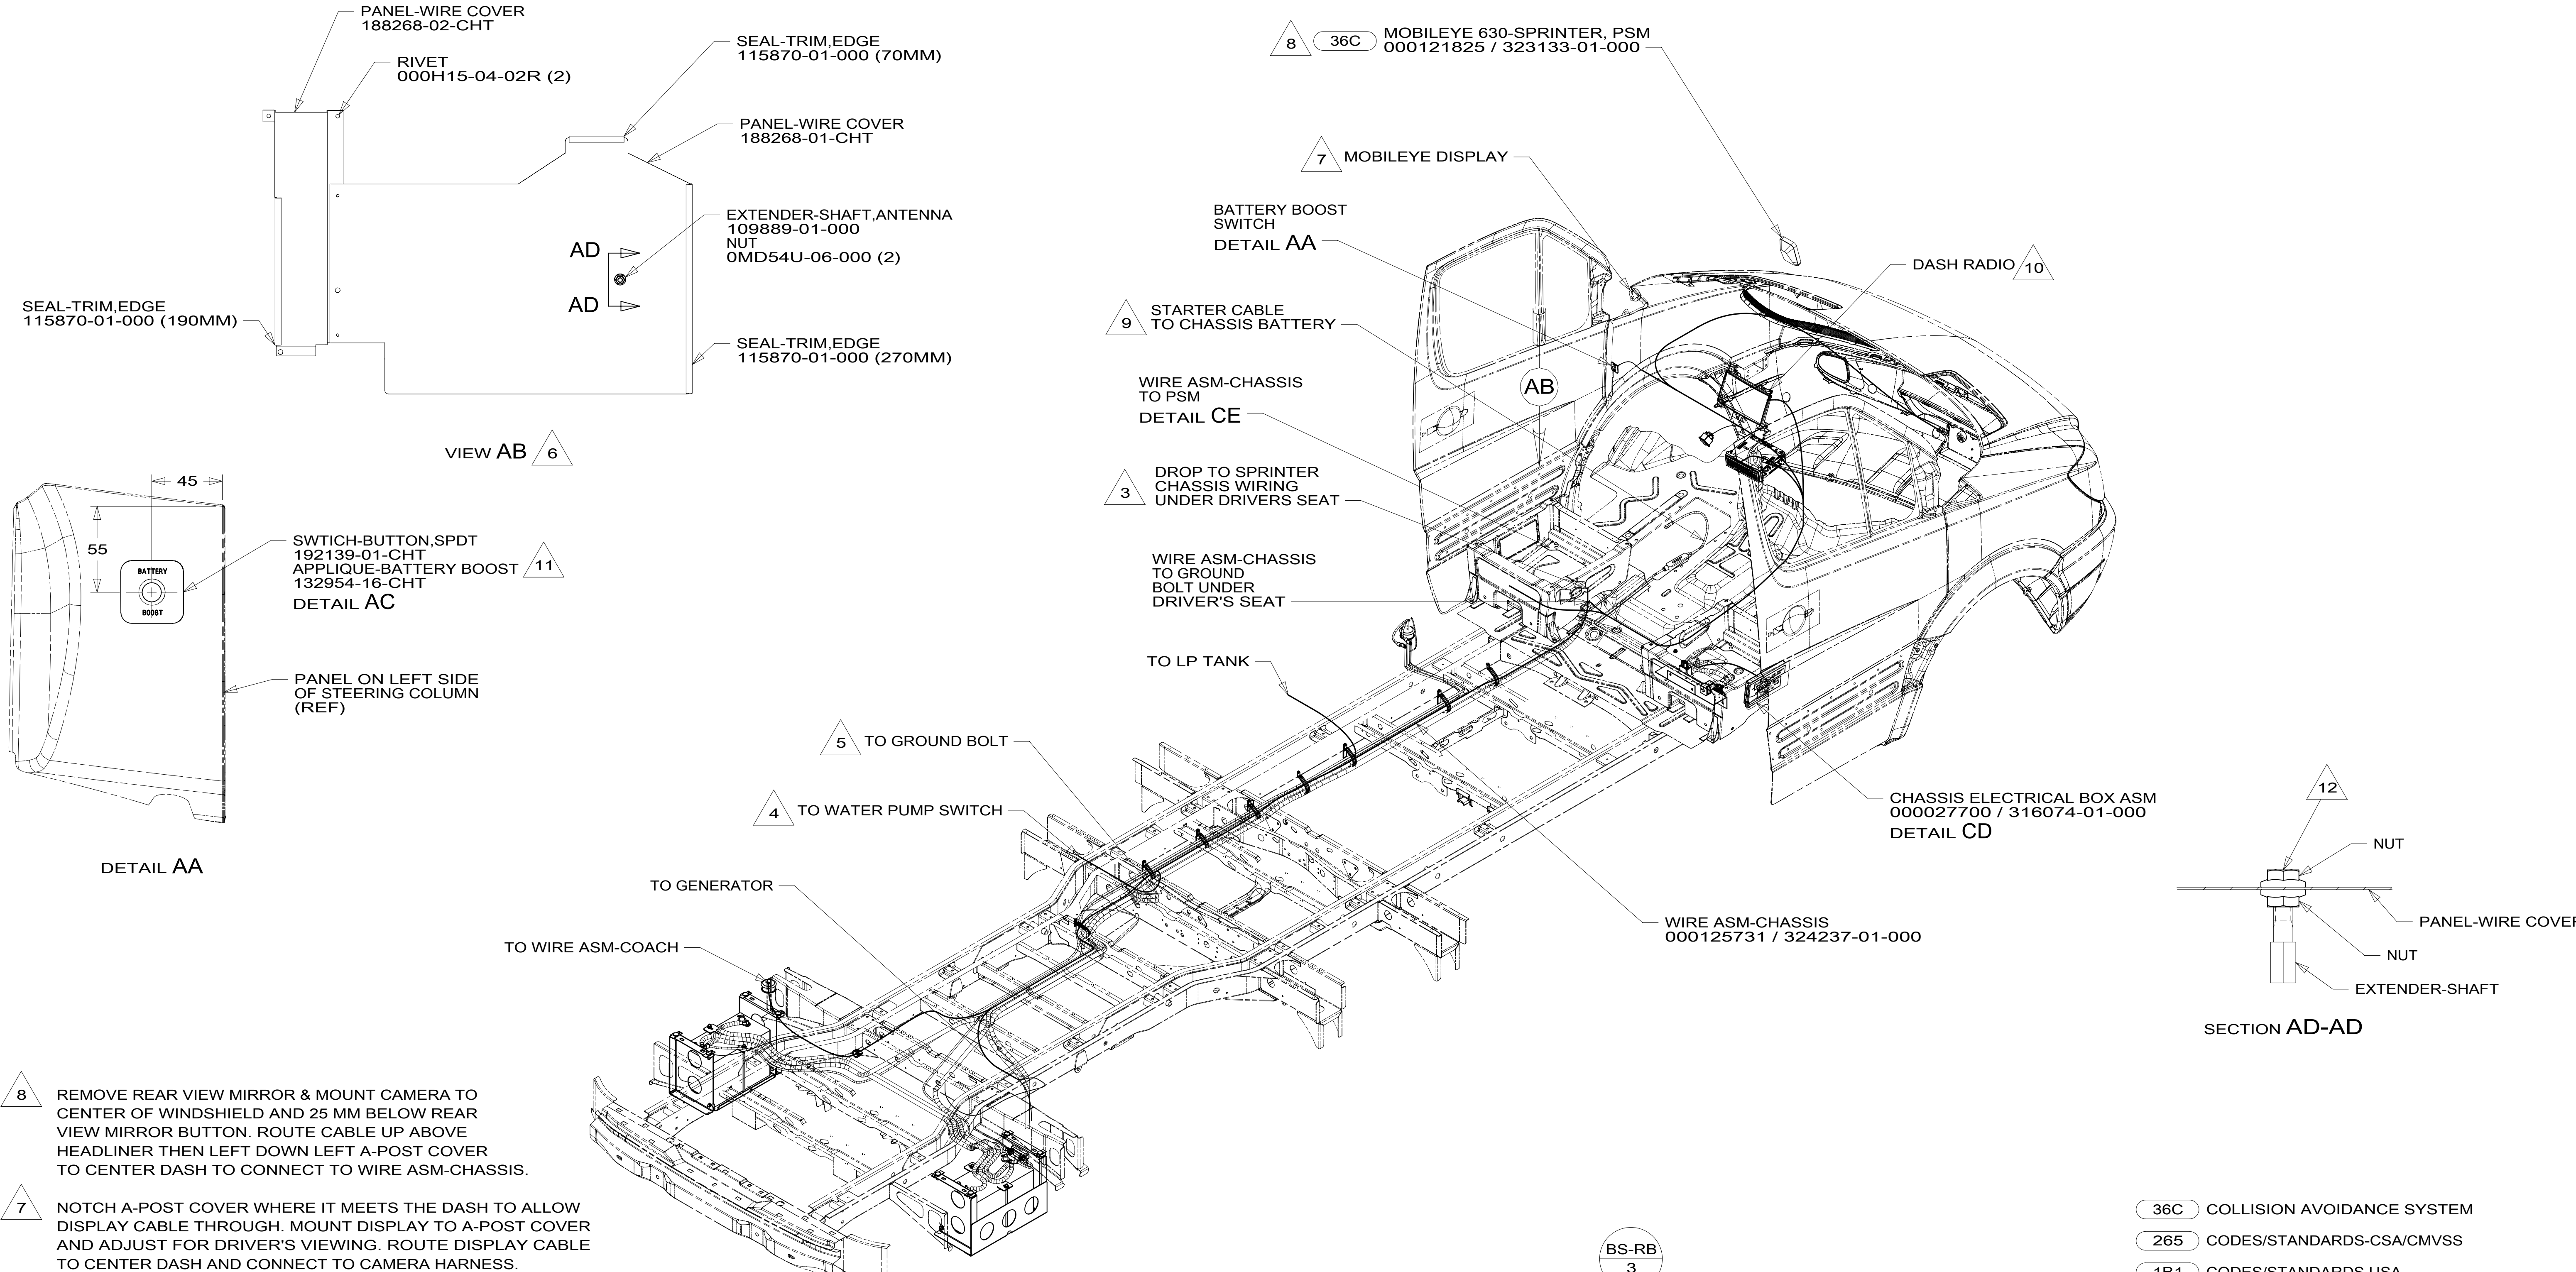 PANEL-WIRE COVER
188268-02-CHT
RIVET
000H15-04-02R (2)
SEAL-TRIM,EDGE
115870-01-000 (70MM)
PANEL-WIRE COVER
188268-01-CHT
EXTENDER-SHAFT,ANTENNA
109889-01-000
NUT
0MD54U-06-000 (2)
AD
AD
SEAL-TRIM,EDGE
115870-01-000 (190MM)
SEAL-TRIM,EDGE
115870-01-000 (270MM)
VIEW AB 6
45
55
BATTERY
BOOST
SWTICH-BUTTON,SPDT
192139-01-CHT
APPLIQUE-BATTERY BOOST 11
132954-16-CHT
DETAIL AC
PANEL ON LEFT SIDE
OF STEERING COLUMN
(REF)
DETAIL AA
8 36C MOBILEYE 630-SPRINTER, PSM
000121825 / 323133-01-000
7 MOBILEYE DISPLAY
BATTERY BOOST
SWITCH
DETAIL AA
DASH RADIO 10
9 STARTER CABLE
TO CHASSIS BATTERY
AB
WIRE ASM-CHASSIS
TO PSM
DETAIL CE
3 DROP TO SPRINTER
CHASSIS WIRING
UNDER DRIVERS SEAT
WIRE ASM-CHASSIS
TO GROUND
BOLT UNDER
DRIVER'S SEAT
TO LP TANK
5 TO GROUND BOLT
4 TO WATER PUMP SWITCH
TO GENERATOR
TO WIRE ASM-COACH
CHASSIS ELECTRICAL BOX ASM
000027700 / 316074-01-000
DETAIL CD
WIRE ASM-CHASSIS
000125731 / 324237-01-000
12
NUT
PANEL-WIRE COVER
NUT
EXTENDER-SHAFT
SECTION AD-AD
8 REMOVE REAR VIEW MIRROR & MOUNT CAMERA TO
CENTER OF WINDSHIELD AND 25 MM BELOW REAR
VIEW MIRROR BUTTON. ROUTE CABLE UP ABOVE
HEADLINER THEN LEFT DOWN LEFT A-POST COVER
TO CENTER DASH TO CONNECT TO WIRE ASM-CHASSIS.
7 NOTCH A-POST COVER WHERE IT MEETS THE DASH TO ALLOW
DISPLAY CABLE THROUGH. MOUNT DISPLAY TO A-POST COVER
AND ADJUST FOR DRIVER'S VIEWING. ROUTE DISPLAY CABLE
TO CENTER DASH AND CONNECT TO CAMERA HARNESS.
BS-RB
3
36C COLLISION AVOIDANCE SYSTEM
265 CODES/STANDARDS-CSA/CMVSS
1B1 CODES/STANDARDS-USA